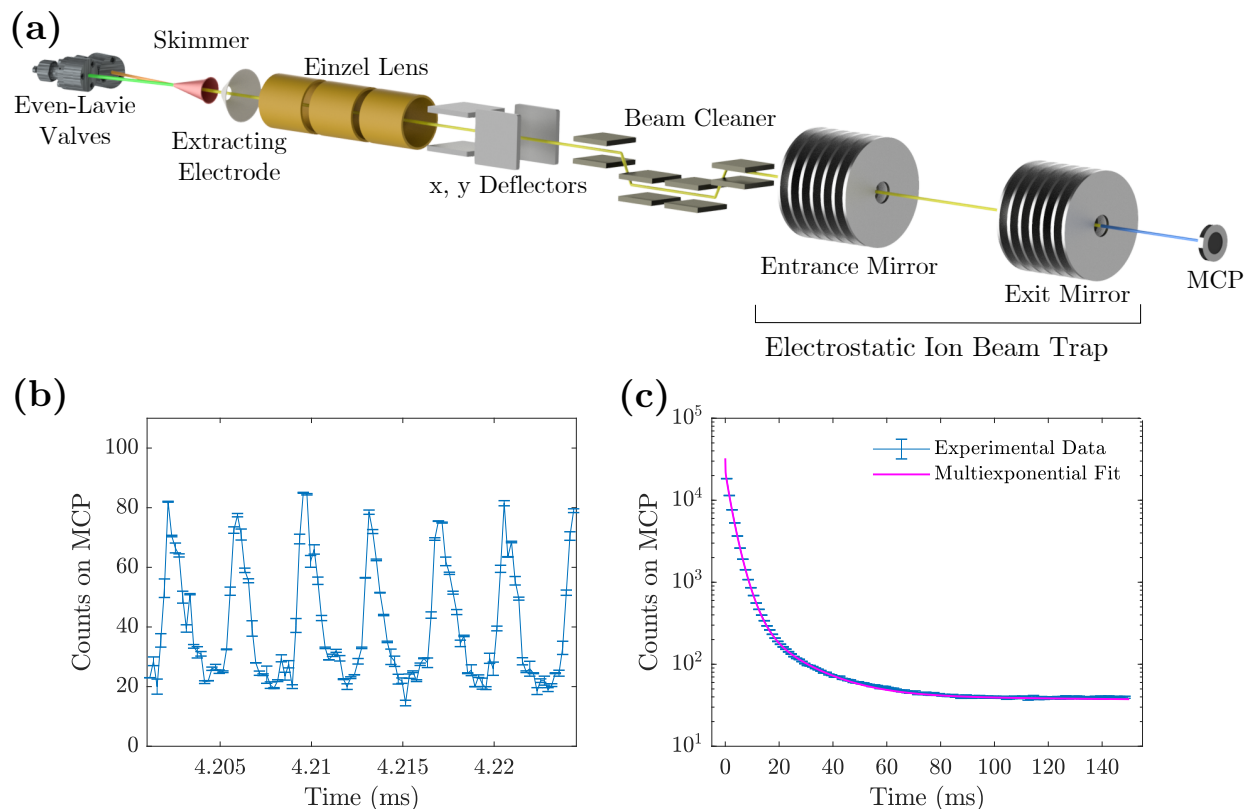 (a)
Skimmer
Einzel Lens
Even-Lavie
Valves
Extracting
Electrode
x, y Deflectors
Beam Cleaner
Entrance Mirror
Exit Mirror
MCP
Electrostatic Ion Beam Trap
(b)
100
80
60
40
20
0
Counts on MCP
4.205
4.21
4.215
4.22
Time (ms)
(c)
10^5
10^4
10^3
10^2
10^1
Counts on MCP
Experimental Data
Multiexponential Fit
0
20
40
60
80
100
120
140
Time (ms)